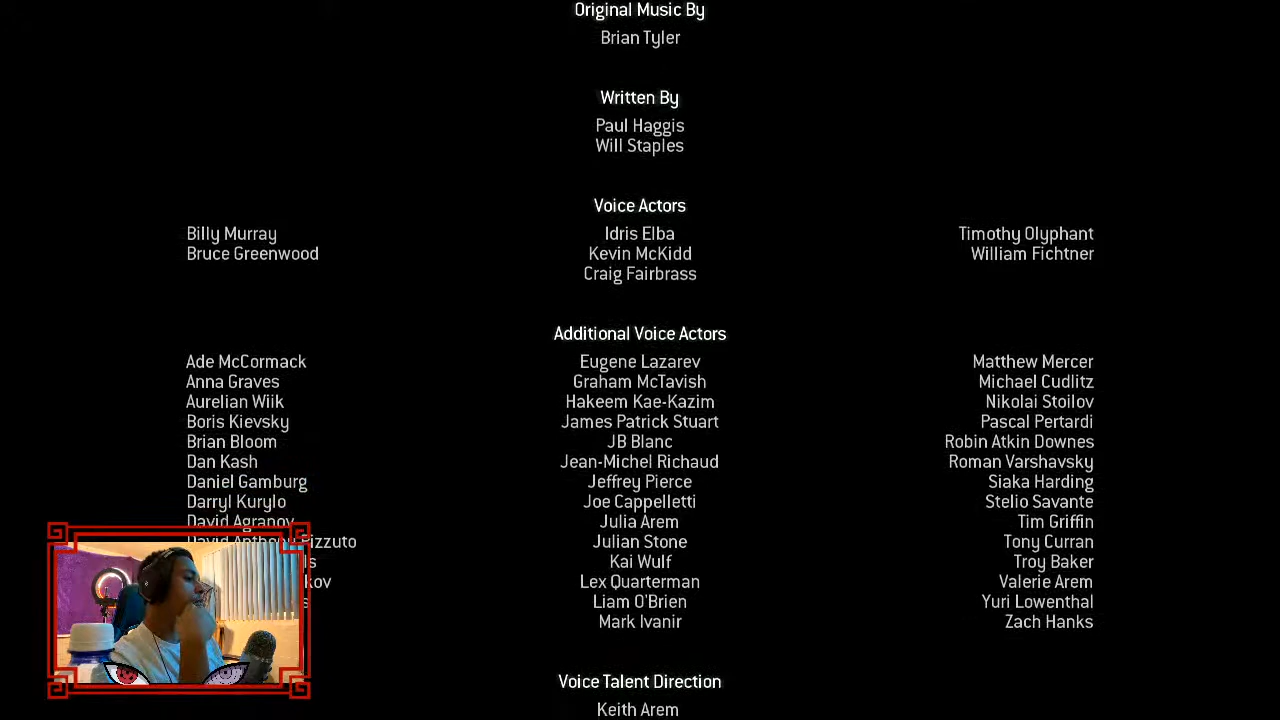 Original Music By
Brian Tyler
Written By
Paul Haggis
Will Staples
Voice Actors
Billy Murray
Bruce Greenwood
Idris Elba
Kevin McKidd
Craig Fairbrass
Timothy Olyphant
William Fichtner
Additional Voice Actors
Ade McCormack
Anna Graves
Aurelian Wiik
Boris Kievsky
Brian Bloom
Dan Kash
Daniel Gamburg
Darryl Kurylo
David Agranov
David Anthony Pizzuto
Eugene Lazarev
Graham McTavish
Hakeem Kae-Kazim
James Patrick Stuart
JB Blanc
Jean-Michel Richaud
Jeffrey Pierce
Joe Cappelletti
Julia Arem
Julian Stone
Kai Wulf
Lex Quarterman
Liam O'Brien
Mark Ivanir
Matthew Mercer
Michael Cudlitz
Nikolai Stoilov
Pascal Pertardi
Robin Atkin Downes
Roman Varshavsky
Siaka Harding
Stelio Savante
Tim Griffin
Tony Curran
Troy Baker
Valerie Arem
Yuri Lowenthal
Zach Hanks
Voice Talent Direction
Keith Arem